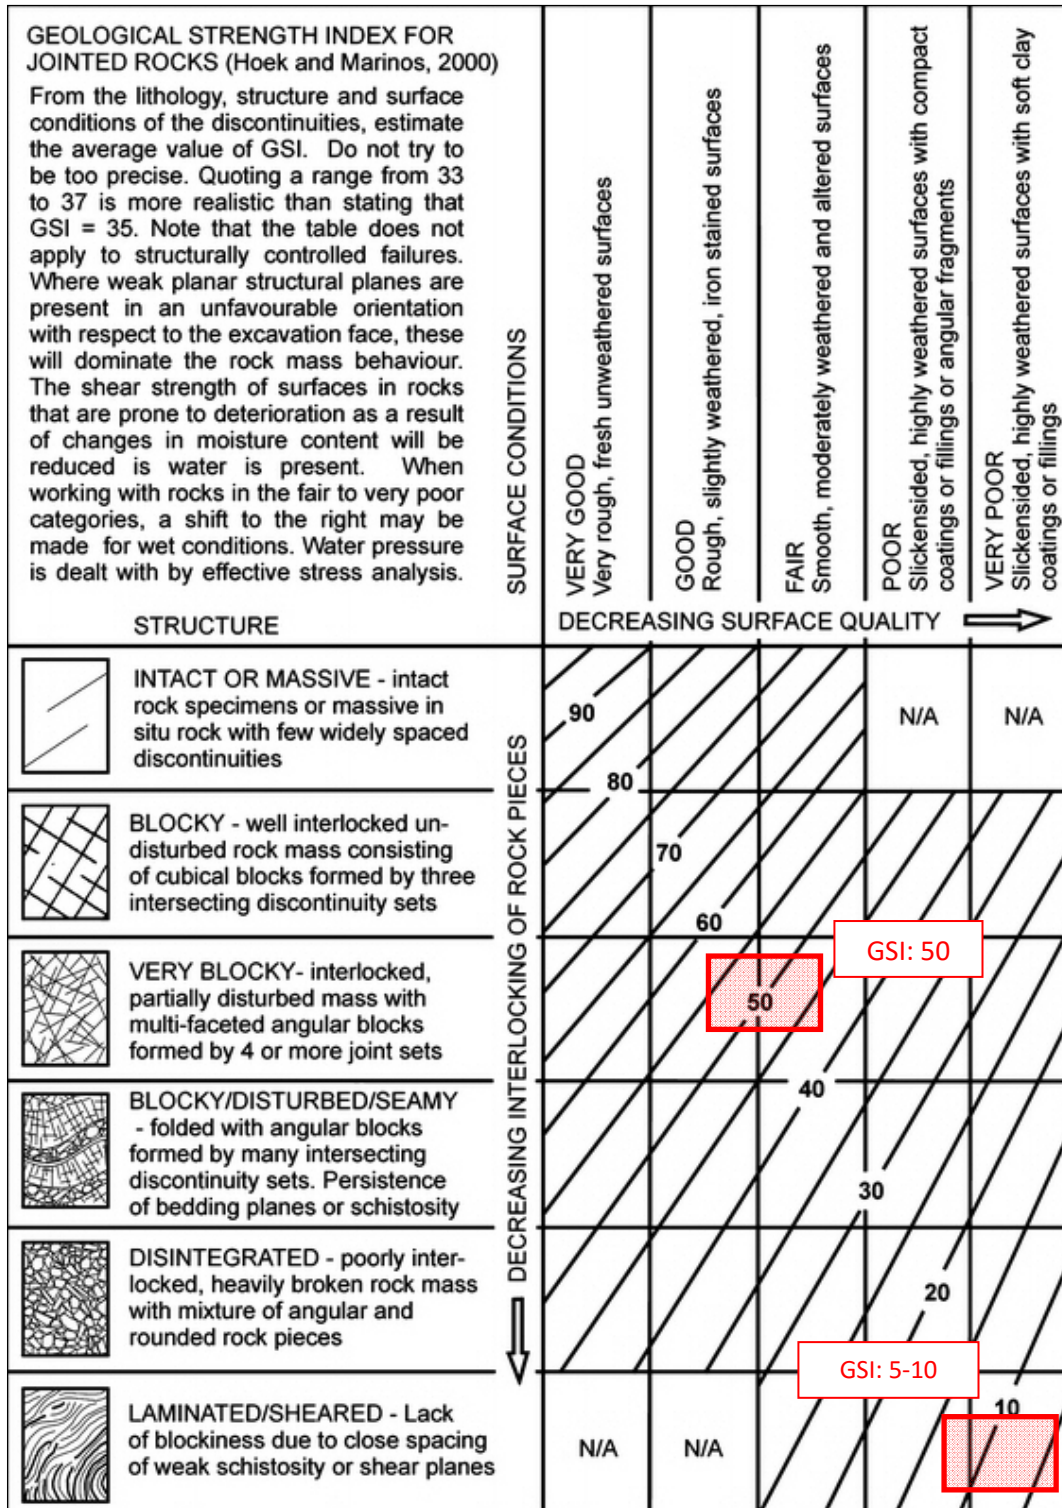 GEOLOGICAL STRENGTH INDEX FOR
JOINTED ROCKS (Hoek and Marinos, 2000)
From the lithology, structure and surface
conditions of the discontinuities, estimate
the average value of GSI. Do not try to
be too precise. Quoting a range from 33
to 37 is more realistic than stating that
GSI = 35. Note that the table does not
apply to structurally controlled failures.
Where weak planar structural planes are
present in an unfavourable orientation
with respect to the excavation face, these
will dominate the rock mass behaviour.
The shear strength of surfaces in rocks
that are prone to deterioration as a result
of changes in moisture content will be
reduced is water is present. When
working with rocks in the fair to very poor
categories, a shift to the right may be
made for wet conditions. Water pressure
is dealt with by effective stress analysis.
SURFACE CONDITIONS
VERY GOOD
Very rough, fresh unweathered surfaces
GOOD
Rough, slightly weathered, iron stained surfaces
FAIR
Smooth, moderately weathered and altered surfaces
POOR
Slickensided, highly weathered surfaces with compact
coatings or fillings or angular fragments
VERY POOR
Slickensided, highly weathered surfaces with soft clay
coatings or fillings
STRUCTURE
DECREASING SURFACE QUALITY
DECREASING INTERLOCKING OF ROCK PIECES
INTACT OR MASSIVE - intact
rock specimens or massive in
situ rock with few widely spaced
discontinuities
90
80
N/A
N/A
BLOCKY - well interlocked un-
disturbed rock mass consisting
of cubical blocks formed by three
intersecting discontinuity sets
70
60
GSI: 50
VERY BLOCKY- interlocked,
partially disturbed mass with
multi-faceted angular blocks
formed by 4 or more joint sets
50
BLOCKY/DISTURBED/SEAMY
- folded with angular blocks
formed by many intersecting
discontinuity sets. Persistence
of bedding planes or schistosity
40
30
DISINTEGRATED - poorly inter-
locked, heavily broken rock mass
with mixture of angular and
rounded rock pieces
20
GSI: 5-10
LAMINATED/SHEARED - Lack
of blockiness due to close spacing
of weak schistosity or shear planes
N/A
N/A
10